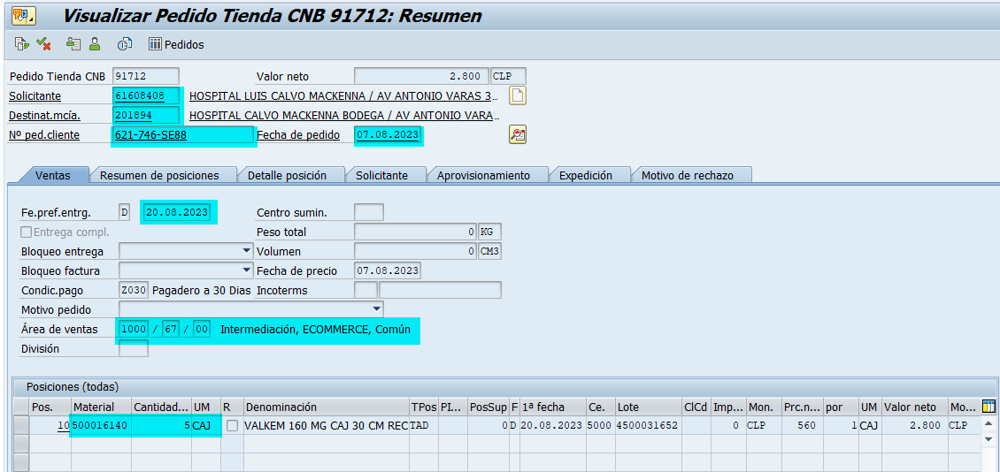 Visualizar Pedido Tienda CNB 91712: Resumen
Pedidos
Pedido Tienda CNB 91712 Valor neto 2.800 CLP
Solicitante 61608408 HOSPITAL LUIS CALVO MACKENNA / AV ANTONIO VARAS 3...
Destinat.mcía. 201894 HOSPITAL CALVO MACKENNA BODEGA / AV ANTONIO VARA...
Nº ped.cliente 621-746-SE88 Fecha de pedido 07.08.2023
Ventas Resumen de posiciones Detalle posición Solicitante Aprovisionamiento Expedición Motivo de rechazo
Fe.pref.entrg. D 20.08.2023 Centro sumin.
Entrega compl. Peso total 0 KG
Bloqueo entrega Volumen 0 CM3
Bloqueo factura Fecha de precio 07.08.2023
Condic.pago Z030 Pagadero a 30 Dias Incoterms
Motivo pedido
Área de ventas 1000 / 67 / 00 Intermediación, ECOMMERCE, Común
División
Posiciones (todas)
Pos. Material Cantidad... UM R Denominación TPos PI... PosSup F 1ª fecha Ce. Lote ClCd Imp... Mon. Prc.n... por UM Valor neto Mo...
10 500016140 5 CAJ VALKEM 160 MG CAJ 30 CM REC TAD 0 D 20.08.2023 5000 4500031652 0 CLP 560 1 CAJ 2.800 CLP